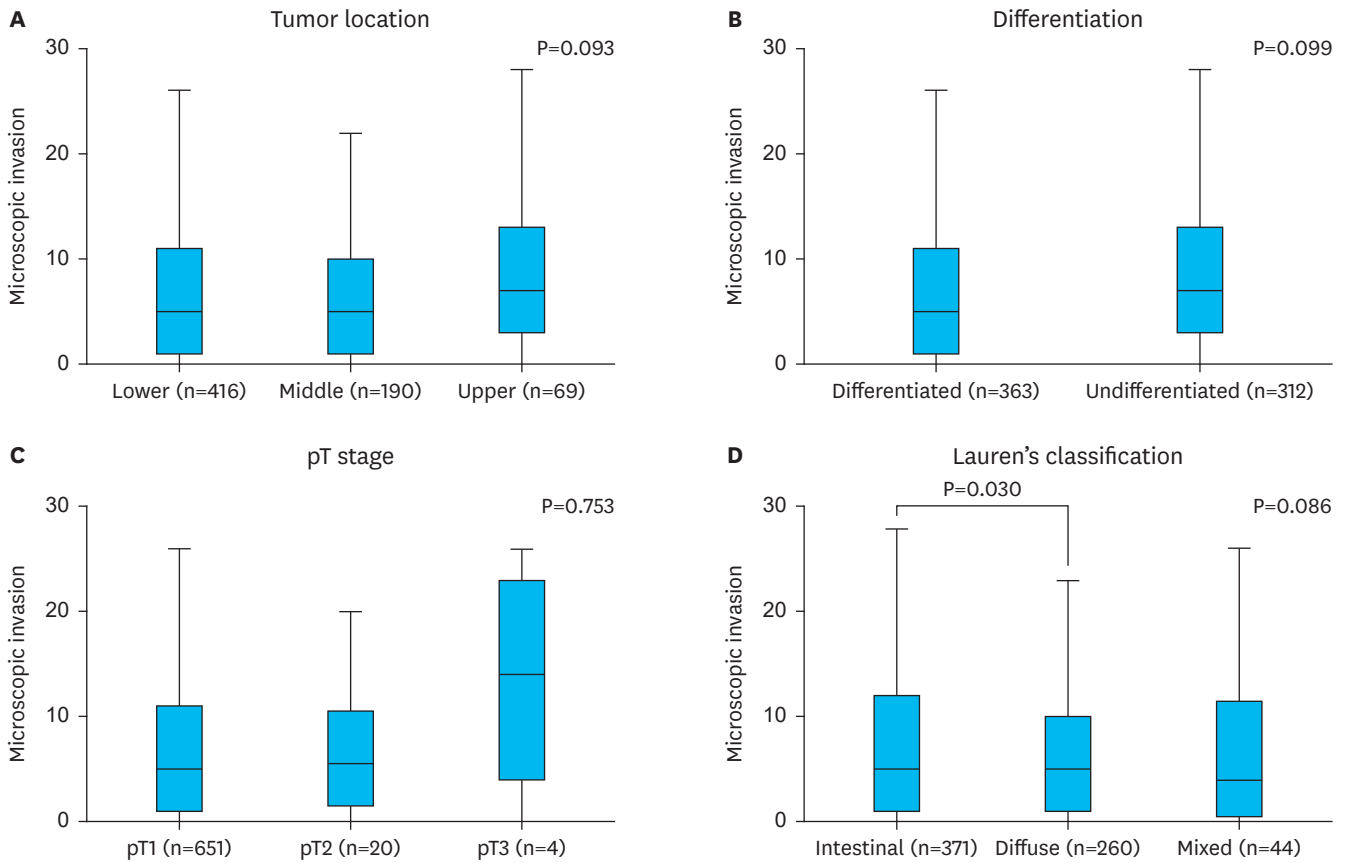 A
Tumor location
P=0.093
Microscopic invasion
30
20
10
0
Lower (n=416)
Middle (n=190)
Upper (n=69)
B
Differentiation
P=0.099
Microscopic invasion
30
20
10
0
Differentiated (n=363)
Undifferentiated (n=312)
C
pT stage
P=0.753
Microscopic invasion
30
20
10
0
pT1 (n=651)
pT2 (n=20)
pT3 (n=4)
D
Lauren’s classification
P=0.030
P=0.086
Microscopic invasion
30
20
10
0
Intestinal (n=371)
Diffuse (n=260)
Mixed (n=44)